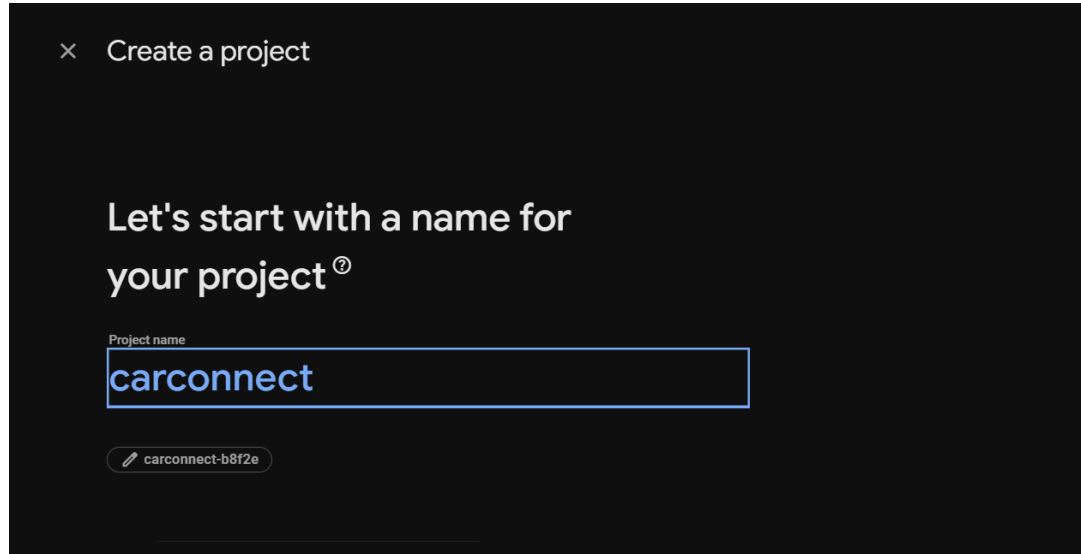 Create a project
Let's start with a name for
your project
Project name
carconnect
carconnect-b8f2e